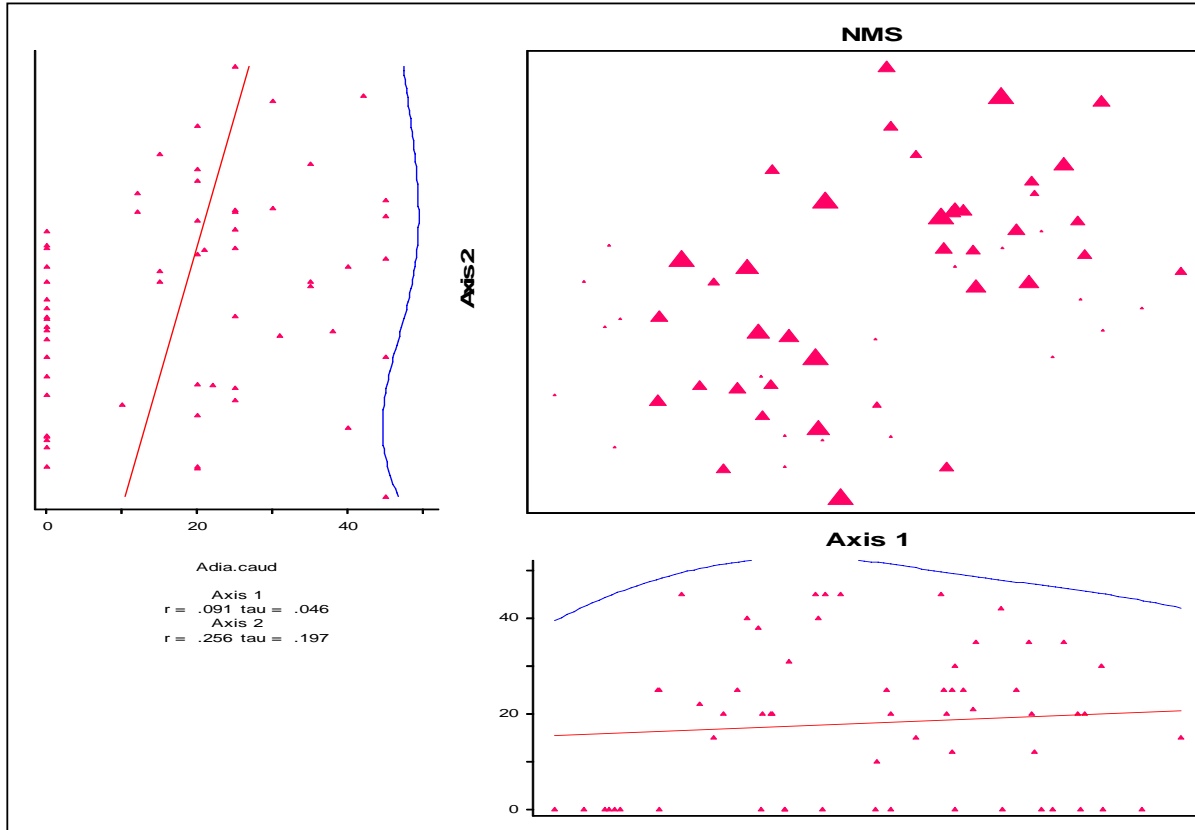 NMS
Axis 2
0 20 40
Adia.caud
Axis 1
r = .091 tau = .046
Axis 2
r = .256 tau = .197
Axis 1
40
20
0